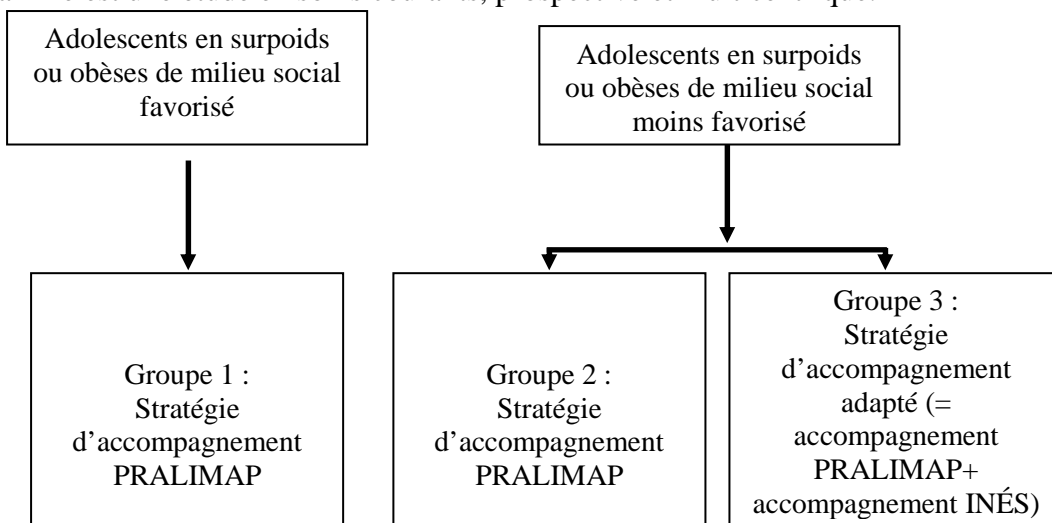 Adolescents en surpoids
ou obèses de milieu social
favorisé
Adolescents en surpoids
ou obèses de milieu social
moins favorisé
Groupe 1 :
Stratégie
d’accompagnement
PRALIMAP
Groupe 2 :
Stratégie
d’accompagnement
PRALIMAP
Groupe 3 :
Stratégie
d’accompagnement
adapté (=
accompagnement
PRALIMAP+
accompagnement INÉS)